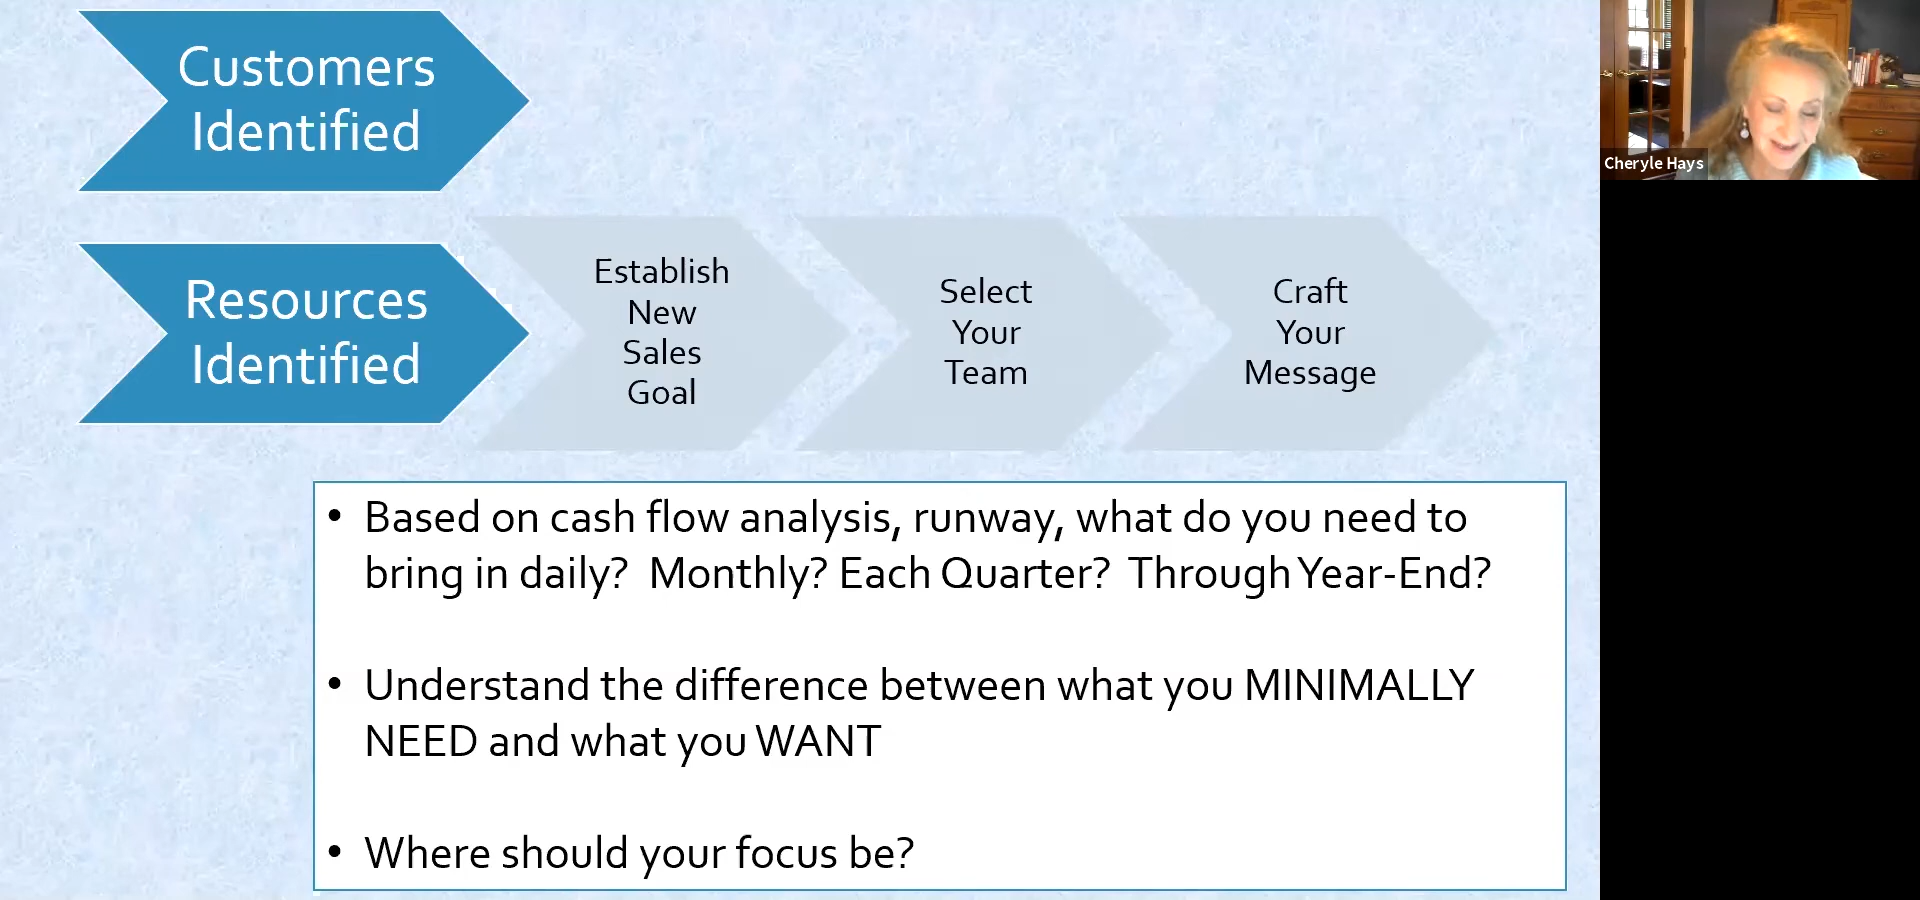 Customers
Identified
Cheryle Hays
Resources
Identified
Establish
New
Sales
Goal
Select
Your
Team
Craft
Your
Message
• Based on cash flow analysis, runway, what do you need to
bring in daily?  Monthly? Each Quarter?  Through Year-End?
• Understand the difference between what you MINIMALLY
NEED and what you WANT
• Where should your focus be?